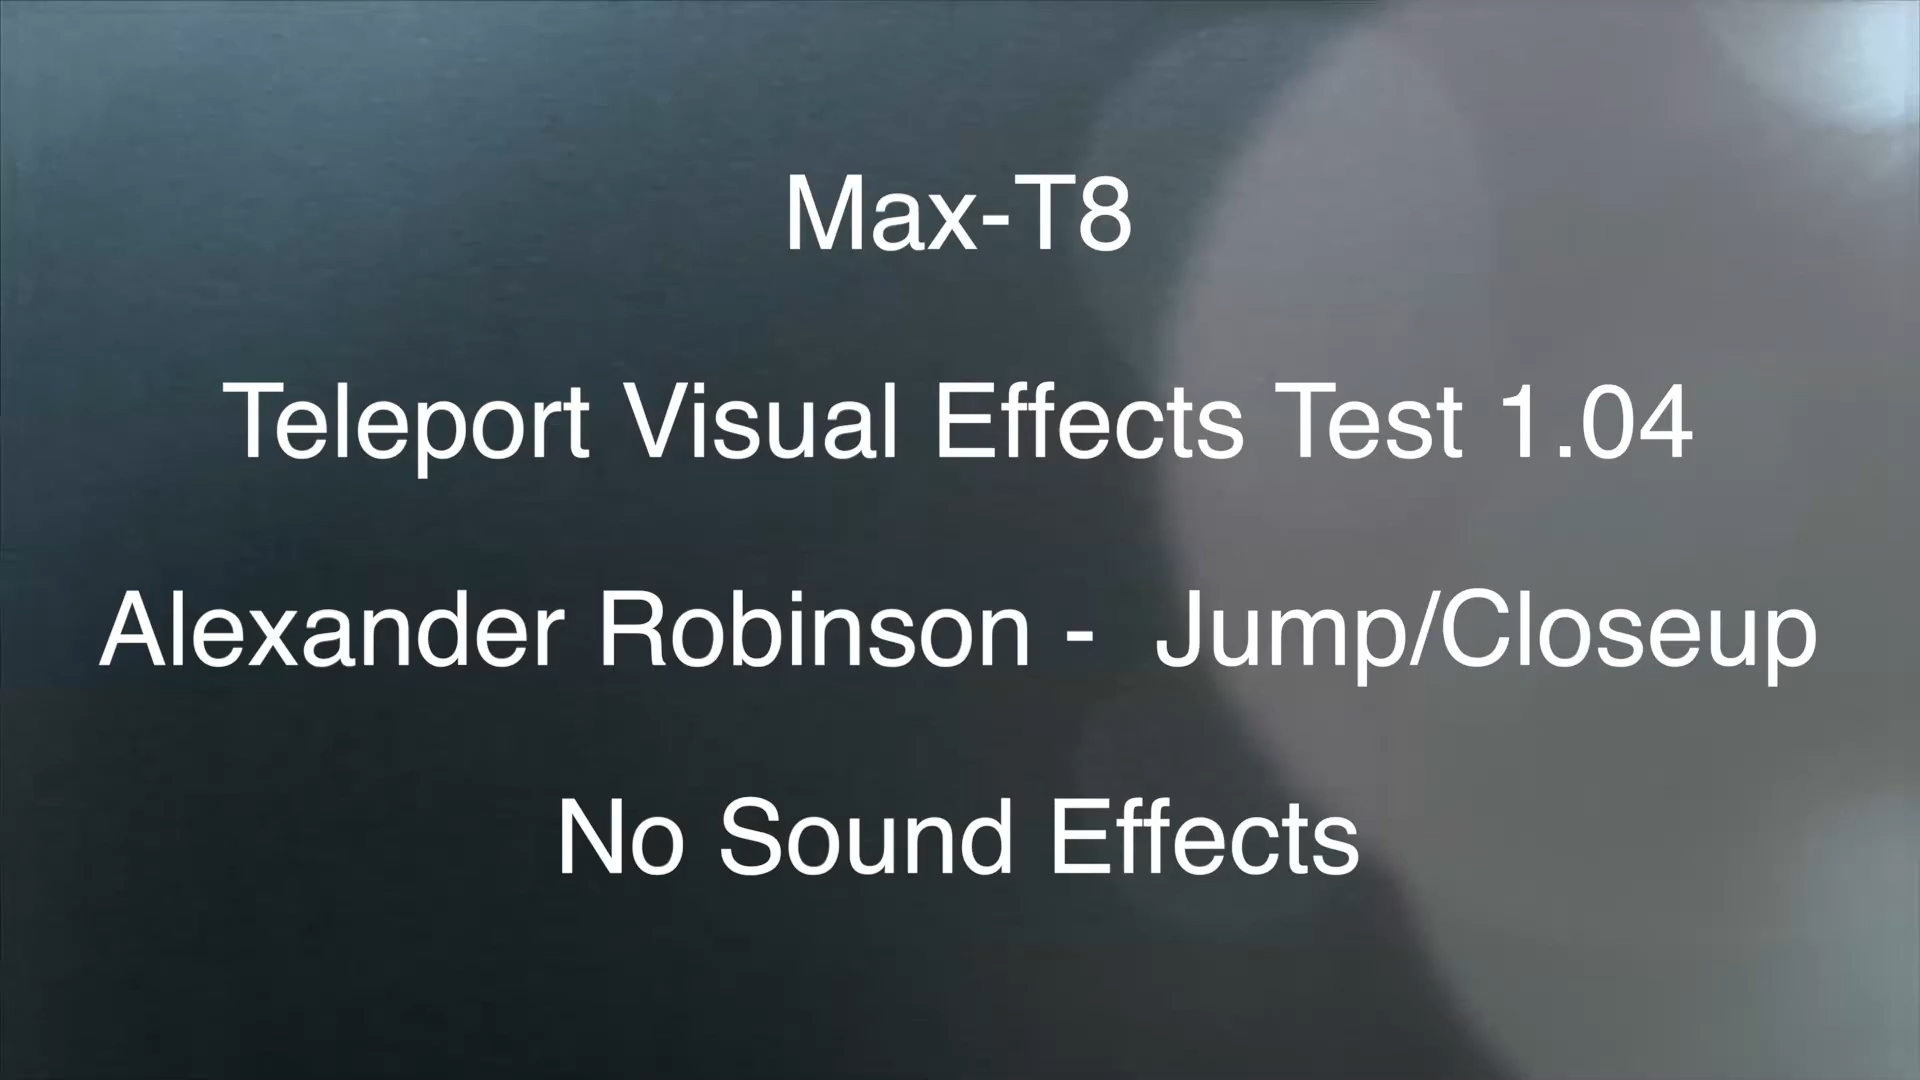 Max-T8
Teleport Visual Effects Test 1.04
Alexander Robinson -  Jump/Closeup
No Sound Effects